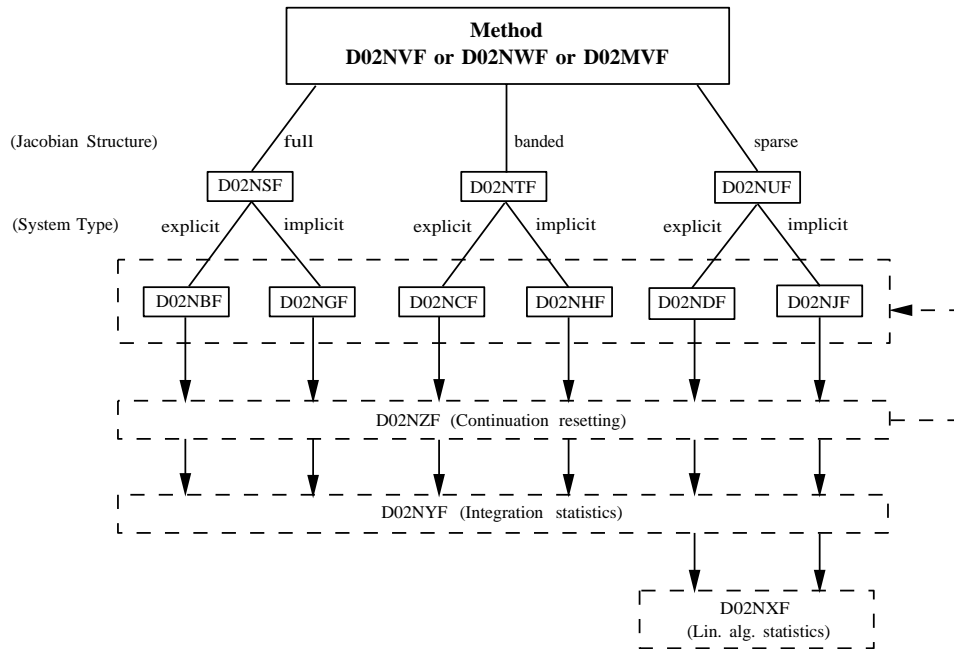 Method
D02NVF or D02NWF or D02MVF
(Jacobian Structure)
full
banded
sparse
D02NSF
D02NTF
D02NUF
(System Type)
explicit
implicit
explicit
implicit
explicit
implicit
D02NBF
D02NGF
D02NCF
D02NHF
D02NDF
D02NJF
D02NZF (Continuation resetting)
D02NYF (Integration statistics)
D02NXF
(Lin. alg. statistics)